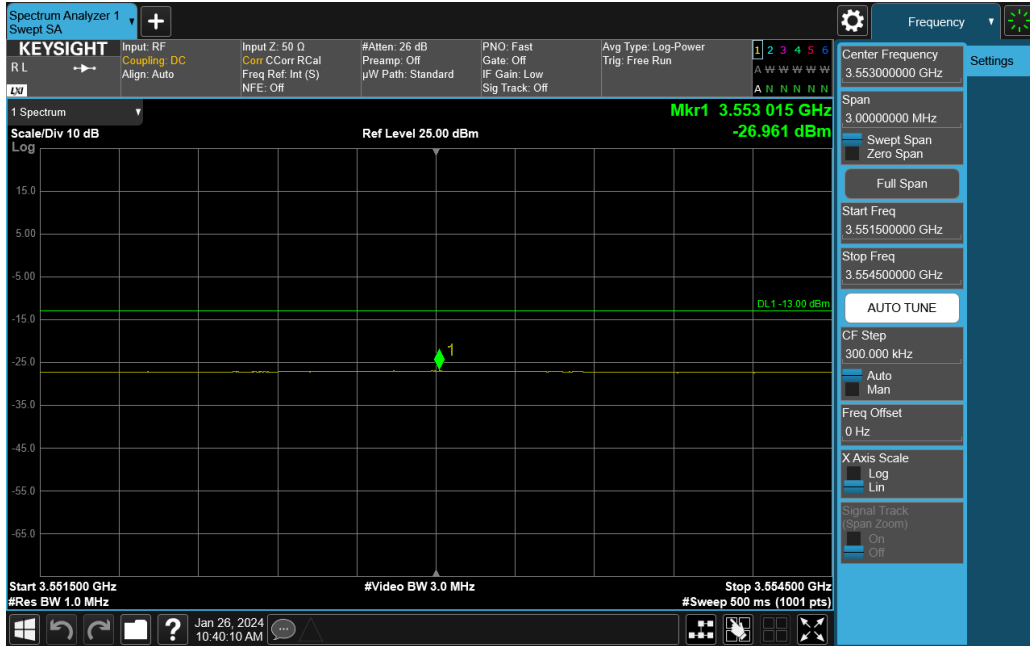 Spectrum Analyzer 1
Swept SA
Frequency
KEYSIGHT
R L
LXI
Input: RF
Coupling: DC
Align: Auto
Input Z: 50 Ω
Corr CCorr RCal
Freq Ref: Int (S)
NFE: Off
#Atten: 26 dB
Preamp: Off
µW Path: Standard
PNO: Fast
Gate: Off
IF Gain: Low
Sig Track: Off
Avg Type: Log-Power
Trig: Free Run
1 2 3 4 5 6
A W W W W W
A N N N N N
1 Spectrum
Scale/Div 10 dB
Log
Ref Level 25.00 dBm
Mkr1 3.553 015 GHz
-26.961 dBm
15.0
5.00
-5.00
DL1 -13.00 dBm
-15.0
1
-25.0
-35.0
-45.0
-55.0
-65.0
Start 3.551500 GHz
#Res BW 1.0 MHz
#Video BW 3.0 MHz
Stop 3.554500 GHz
#Sweep 500 ms (1001 pts)
Jan 26, 2024
10:40:10 AM
Center Frequency
3.553000000 GHz
Span
3.00000000 MHz
Swept Span
Zero Span
Full Span
Start Freq
3.551500000 GHz
Stop Freq
3.554500000 GHz
AUTO TUNE
CF Step
300.000 kHz
Auto
Man
Freq Offset
0 Hz
X Axis Scale
Log
Lin
Signal Track
(Span Zoom)
On
Off
Settings